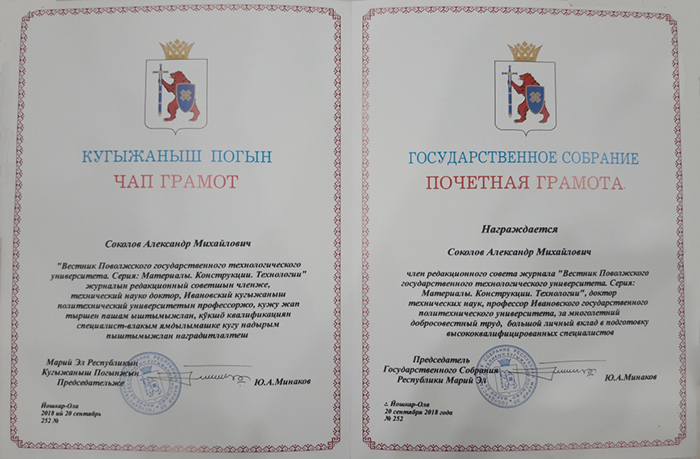 КУГЫЖАНЫШ ПОГЫН
ЧАП ГРАМОТ
Соколов Александр Михайлович
"Вестник Поволжского государственного технологического
университета. Серия: Материалы. Конструкции. Технологии"
журналын редакционный советшын членже,
технический науко доктор, Ивановский кугыжаныш
политехнический университетын профессоржо, кужу жап
тыршен пашам ыштымыжлан, кӱкшӧ квалификациян
специалист-влакым ямдылымашке кугу надырым
пыштымыжлан наградитлалтеш
Марий Эл Республикын
Кугыжаныш Погынжын
Председательже
Ю.А.Минаков
г. Йошкар-Ола
2018 ий 20 сентябрь
252 №
ГОСУДАРСТВЕННОЕ СОБРАНИЕ
ПОЧЕТНАЯ ГРАМОТА
Награждается
Соколов Александр Михайлович
член редакционного совета журнала "Вестник Поволжского
государственного технологического университета. Серия:
Материалы. Конструкции. Технологии", доктор
технических наук, профессор Ивановского государственного
политехнического университета, за многолетний
добросовестный труд, большой личный вклад в подготовку
высококвалифицированных специалистов
Председатель
Государственного Собрания
Республики Марий Эл
Ю.А.Минаков
г. Йошкар-Ола
20 сентября 2018 года
№ 252